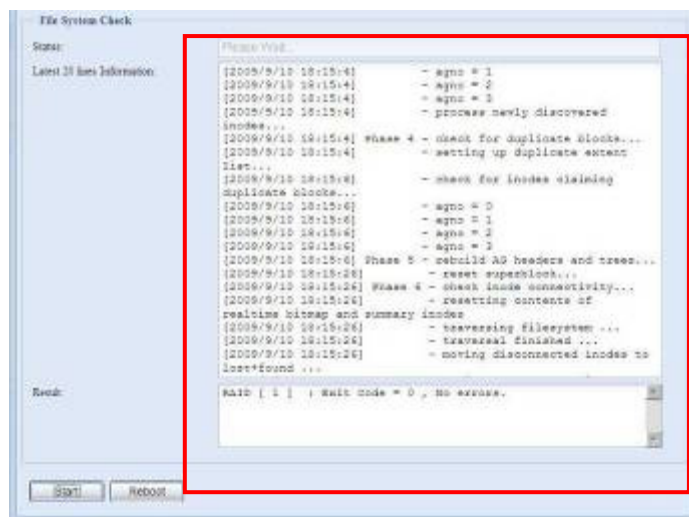 File System Check
Status:
Please Wait...
Latest 20 lines Information:
[2009/9/10 18:15:4] - agno = 1
[2009/9/10 18:15:4] - agno = 2
[2009/9/10 18:15:4] - agno = 3
[2009/9/10 18:15:4] - process newly discovered
inodes...
[2009/9/10 18:15:4] Phase 4 - check for duplicate blocks...
[2009/9/10 18:15:4] - setting up duplicate extent
list...
[2009/9/10 18:15:6] - check for inodes claiming
duplicate blocks...
[2009/9/10 18:15:6] - agno = 0
[2009/9/10 18:15:6] - agno = 1
[2009/9/10 18:15:6] - agno = 2
[2009/9/10 18:15:6] - agno = 3
[2009/9/10 18:15:6] Phase 5 - rebuild AG headers and trees...
[2009/9/10 18:15:26] - reset superblock...
[2009/9/10 18:15:26] Phase 6 - check inode connectivity...
[2009/9/10 18:15:26] - resetting contents of
realtime bitmap and summary inodes
[2009/9/10 18:15:26] - traversing filesystem ...
[2009/9/10 18:15:26] - traversal finished ...
[2009/9/10 18:15:26] - moving disconnected inodes to
lost+found ...
Result:
RAID [ 1 ] : Exit Code = 0 , No errors.
Start
Reboot